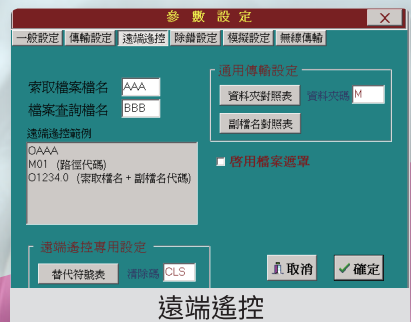 參 數 設 定
一般設定 傳輸設定 遠端遙控 除錯設定 模擬設定 無線傳輸
索取檔案檔名 AAA
檔案查詢檔名 BBB
遠端遙控範例
OAAA
M01 (路徑代碼)
O1234.0 (索取檔名 + 副檔名代碼)
適用傳輸設定
資料夾對照表 資料夾碼 M
副檔名對照表
啓用檔案遮罩
遠端遙控專用設定
替代符號表 清除碼 CLS
取消 確定
遠端遙控